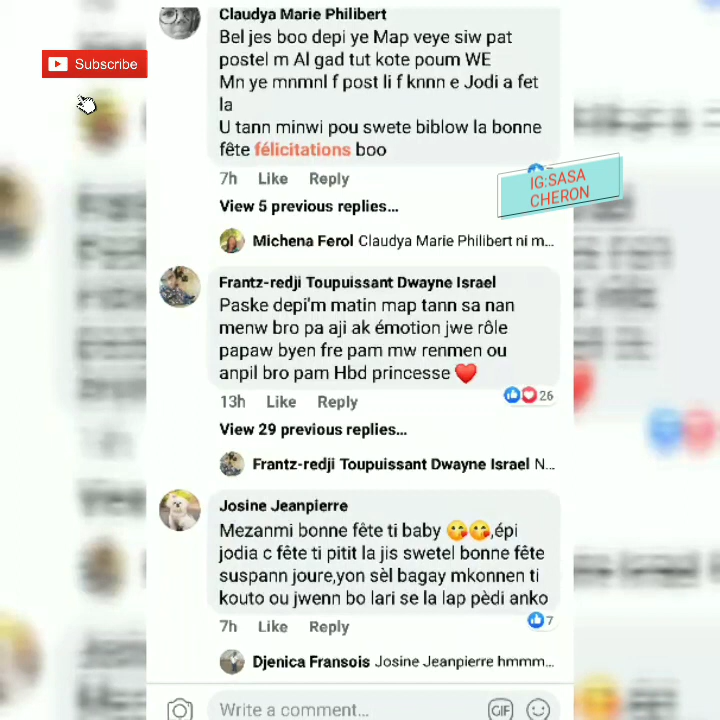 Claudya Marie Philibert
Bel jes boo depi ye Map veye siw pat
postel m Al gad tut kote poum WE
Mn ye mnmnl f post li f knnn e Jodi a fet
la
U tann minwi pou swete biblow la bonne
fête félicitations boo
7h Like Reply
View 5 previous replies...
Michena Ferol Claudya Marie Philibert ni m...
Subscribe
IG:SASA
CHERON
Frantz-redji Toupuissant Dwayne Israel
Paske depi'm matin map tann sa nan
menw bro pa aji ak émotion jwe rôle
papaw byen fre pam mw renmen ou
anpil bro pam Hbd princesse ❤️
13h Like Reply 26
View 29 previous replies...
Frantz-redji Toupuissant Dwayne Israel N...
Josine Jeanpierre
Mezanmi bonne fête ti baby 😋😋,épi
jodia c fête ti pitit la jis swetel bonne fête
suspann joure,yon sèl bagay mkonnen ti
kouto ou jwenn bo lari se la lap pèdi anko
7h Like Reply 7
Djenica Fransois Josine Jeanpierre hmmm...
Write a comment...
GIF